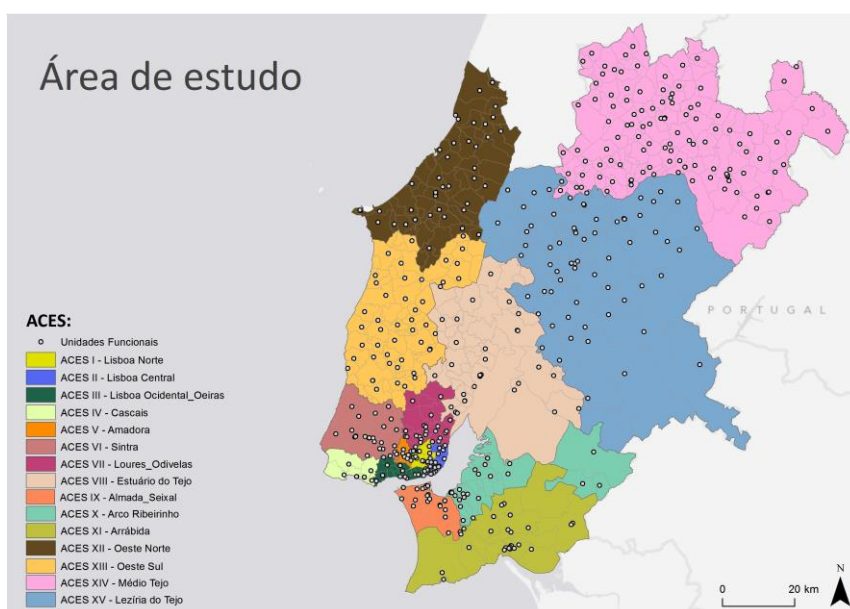 Área de estudo
PORTUGAL
ACES:
Unidades Funcionais
ACES I - Lisboa Norte
ACES II - Lisboa Central
ACES III - Lisboa Ocidental_Oeiras
ACES IV - Cascais
ACES V - Amadora
ACES VI - Sintra
ACES VII - Loures_Odivelas
ACES VIII - Estuário do Tejo
ACES IX - Almada_Seixal
ACES X - Arco Ribeirinho
ACES XI - Arrábida
ACES XII - Oeste Norte
ACES XIII - Oeste Sul
ACES XIV - Médio Tejo
ACES XV - Lezíria do Tejo
N
0 20 km